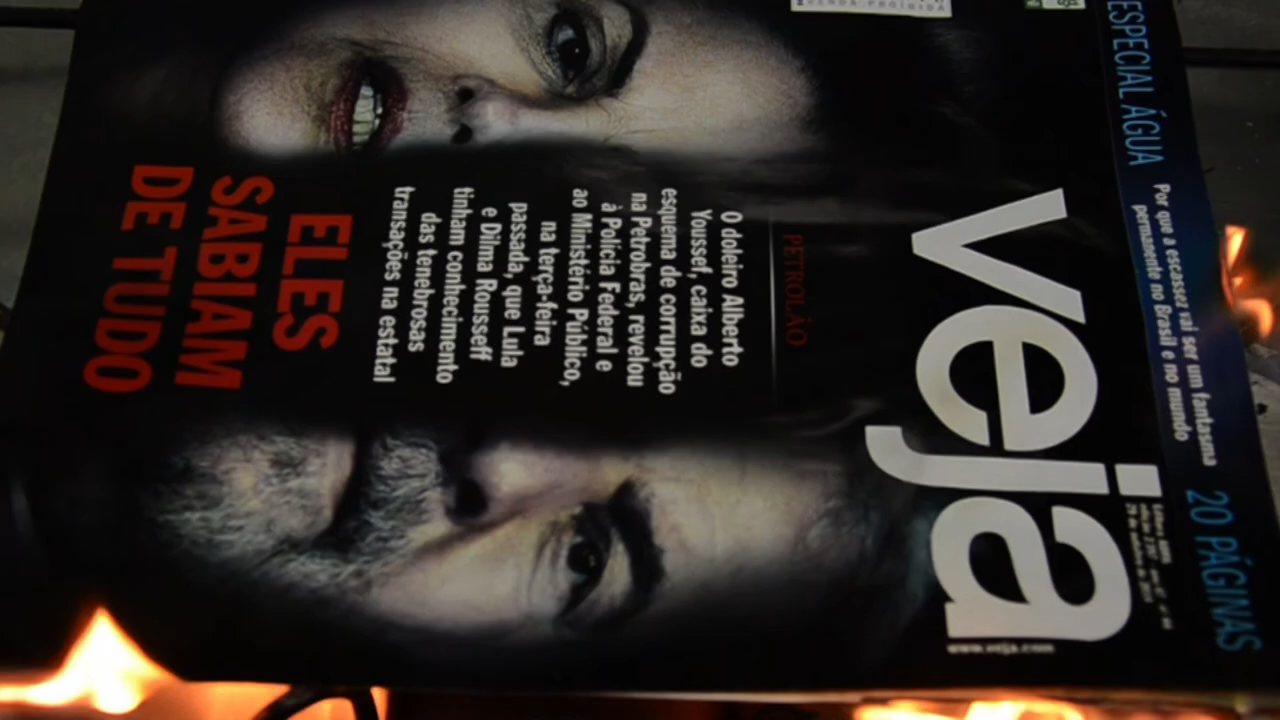 VENDA PROIBIDA
ESPECIAL ÁGUA
Por que a escassez vai ser um fantasma
permanente no Brasil e no mundo
20 PÁGINAS
veja
www.veja.com
PETROLÃO
O doleiro Alberto
Youssef, caixa do
esquema de corrupção
na Petrobras, revelou
à Polícia Federal e
ao Ministério Público,
na terça-feira
passada, que Lula
e Dilma Rousseff
tinham conhecimento
das tenebrosas
transações na estatal
ELES
SABIAM
DE TUDO